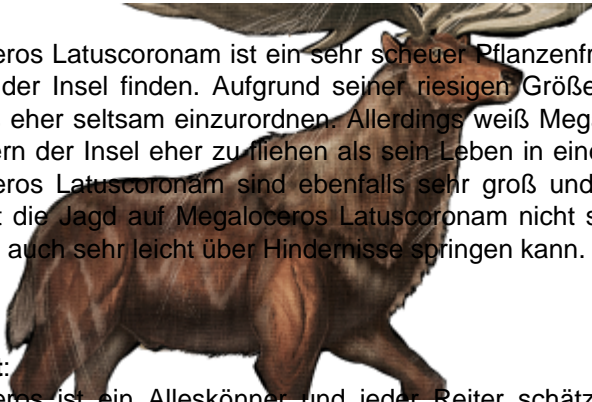 eros Latuscoronam ist ein sehr scheuer Pflanzenfr
der Insel finden. Aufgrund seiner riesigen Größe
eher seltsam einzuordnen. Allerdings weiß Meg
ern der Insel eher zu fliehen als sein Leben in eine
eros Latuscoronam sind ebenfalls sehr groß und
t die Jagd auf Megaloceros Latuscoronam nicht s
auch sehr leicht über Hindernisse springen kann.
t:
eros ist ein Alleskönner und jeder Reiter schätz